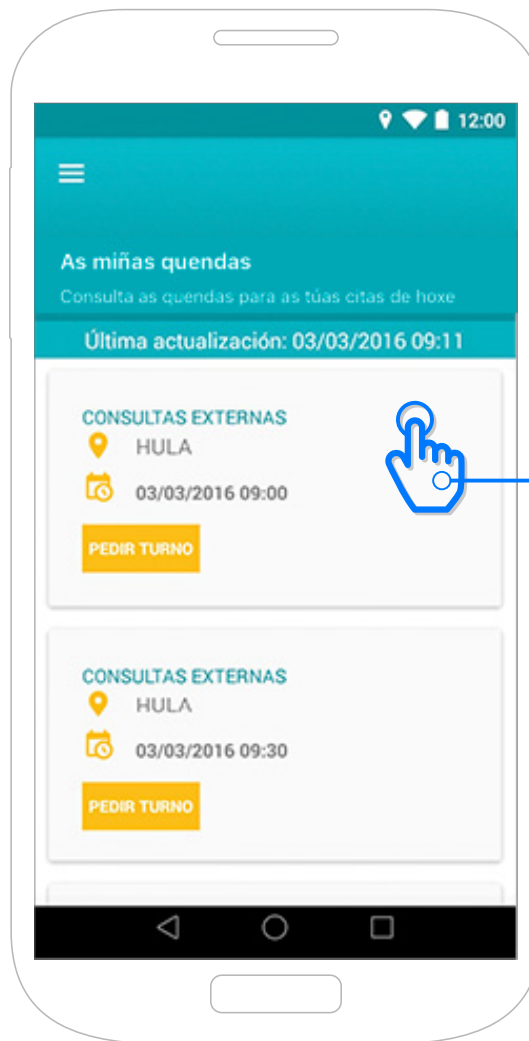 12:00
As miñas quendas
Consulta as quendas para as túas citas de hoxe
Última actualización: 03/03/2016 09:11
CONSULTAS EXTERNAS
HULA
03/03/2016 09:00
PEDIR TURNO
CONSULTAS EXTERNAS
HULA
03/03/2016 09:30
PEDIR TURNO